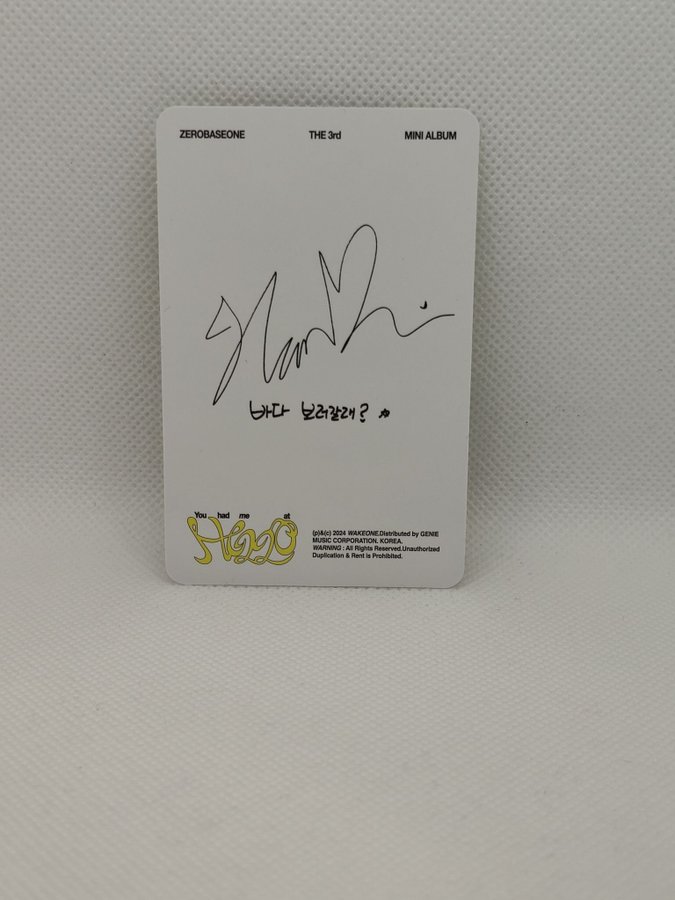 ZEROBASEONE THE 3rd MINI ALBUM
바다 보러갈래?
You had me at
Hello
(p)&(c) 2024 WAKEONE.Distributed by GENIE
MUSIC CORPORATION. KOREA.
WARNING : All Rights Reserved.Unauthorized
Duplication & Rent is Prohibited.